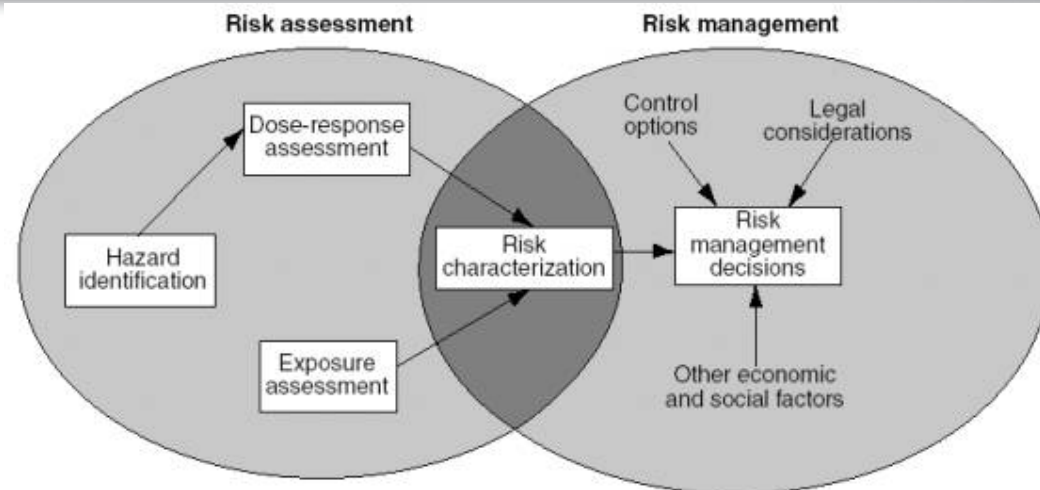 Risk assessment
Risk management
Dose-response
assessment
Hazard
identification
Exposure
assessment
Risk
characterization
Control
options
Legal
considerations
Risk
management
decisions
Other economic
and social factors